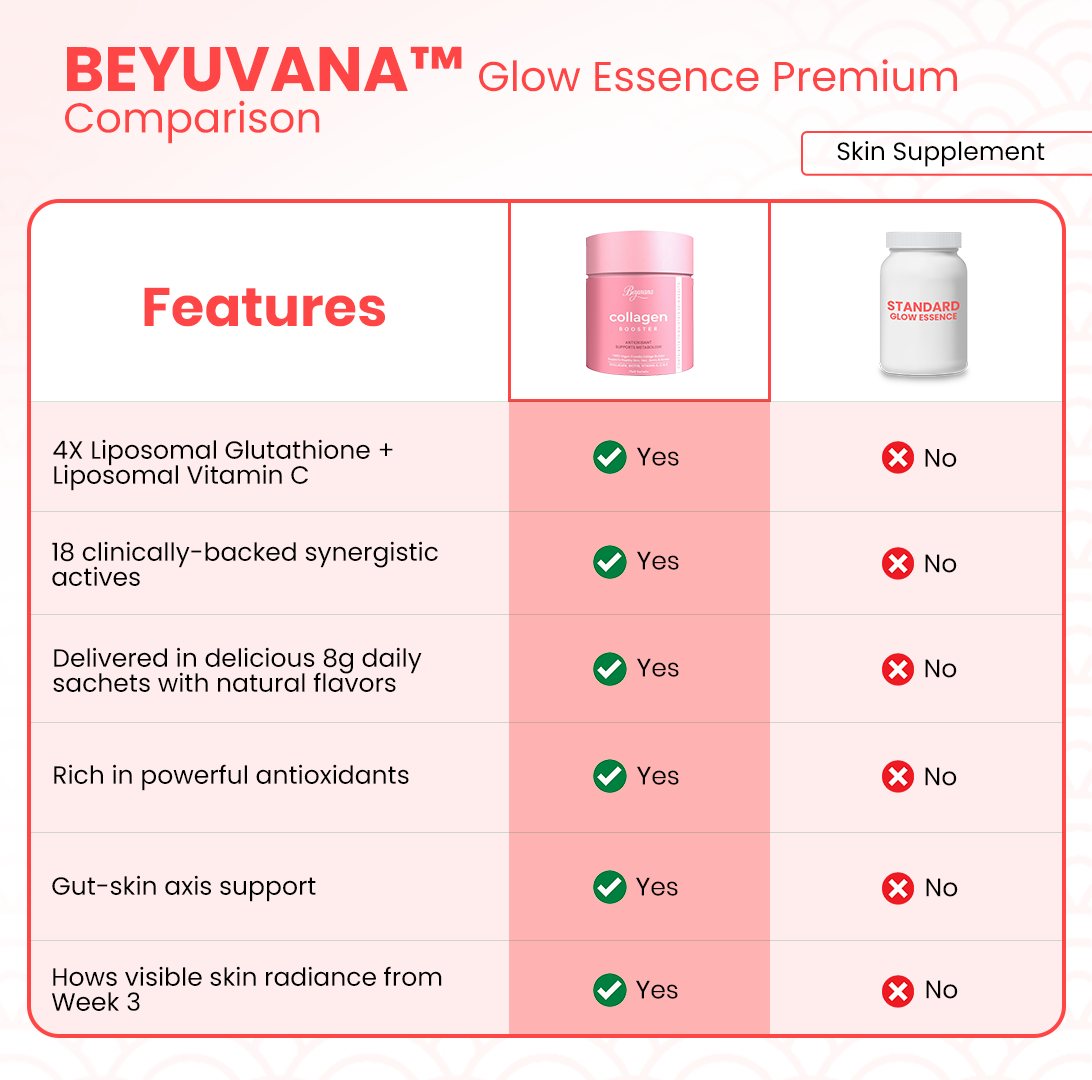 BEYUVANA™ Glow Essence Premium
Comparison
Skin Supplement
Features
Beyuvana
collagen
BOOSTER
ANTIOXIDANT
SUPPORTS METABOLISM
STANDARD
GLOW ESSENCE
4X Liposomal Glutathione +
Liposomal Vitamin C
Yes
No
18 clinically-backed synergistic
actives
Yes
No
Delivered in delicious 8g daily
sachets with natural flavors
Yes
No
Rich in powerful antioxidants
Yes
No
Gut-skin axis support
Yes
No
Hows visible skin radiance from
Week 3
Yes
No